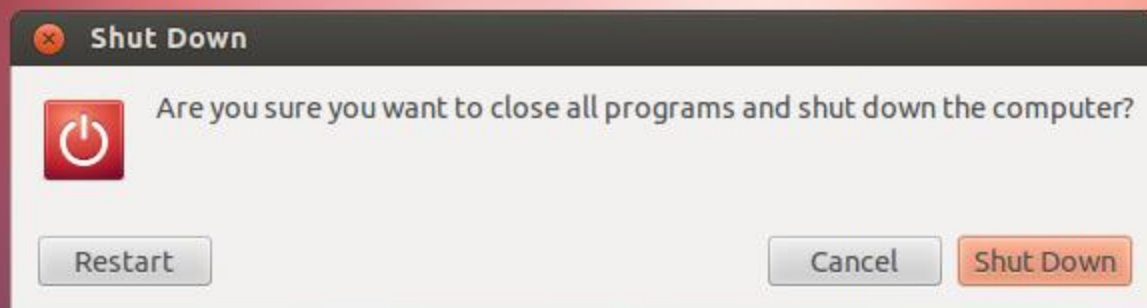 Shut Down
Are you sure you want to close all programs and shut down the computer?
Restart Cancel Shut Down